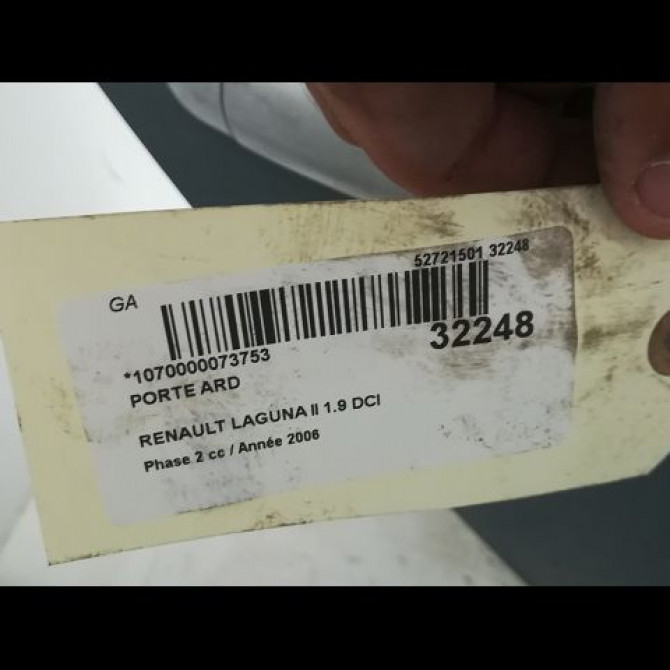 52721501 32248
GA
32248
*1070000073753
PORTE ARD
RENAULT LAGUNA II 1.9 DCI
Phase 2 cc / Année 2006